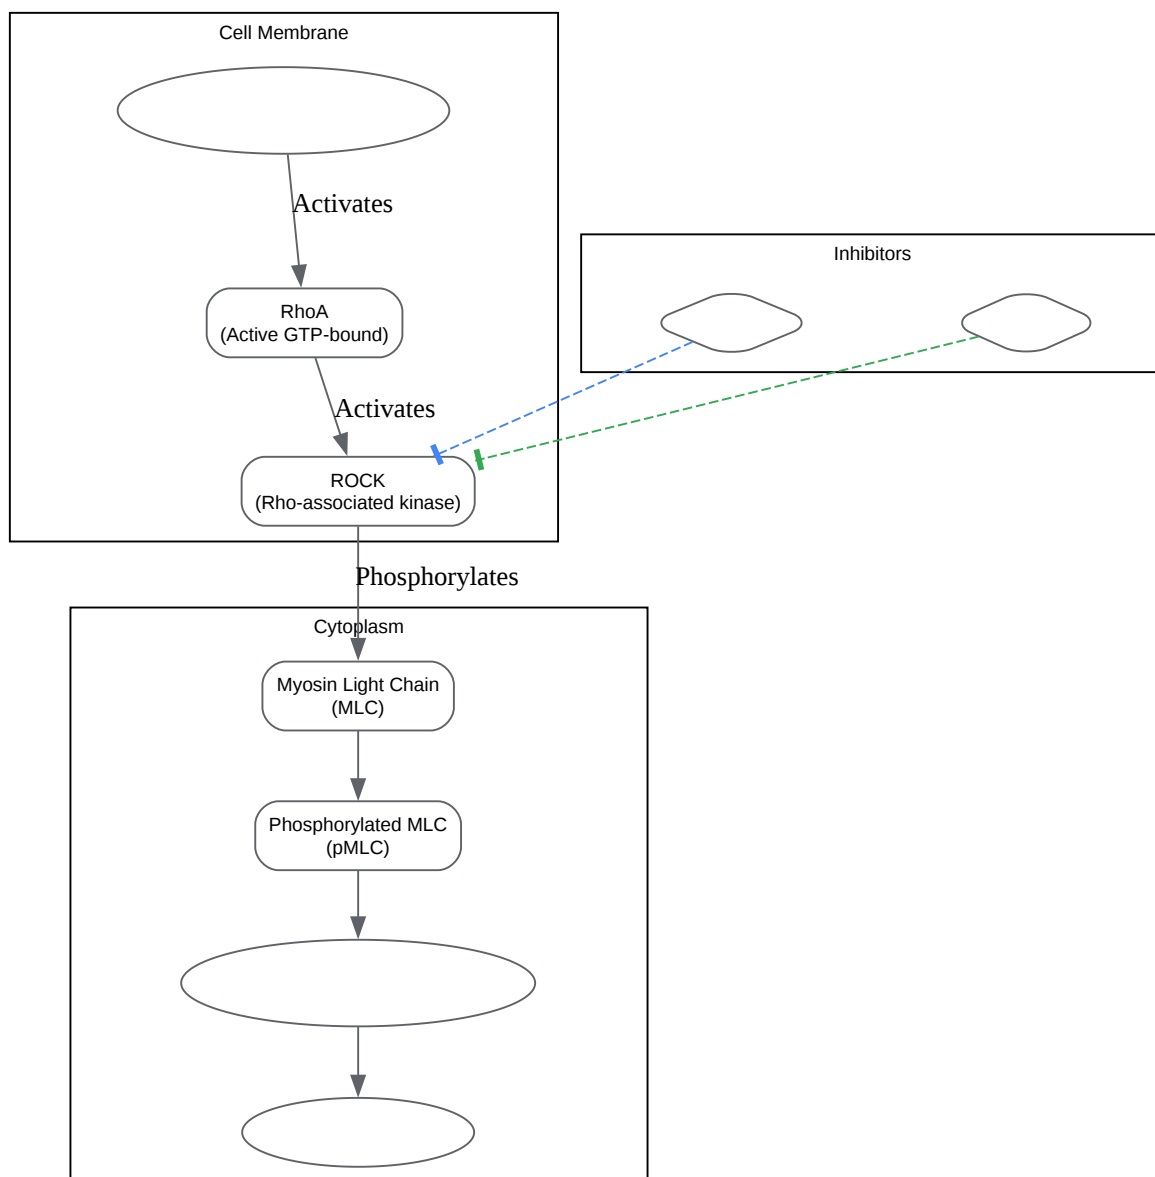 Cell Membrane
Activates
Inhibitors
RhoA
(Active GTP-bound)
Activates
ROCK
(Rho-associated kinase)
Phosphorylates
Cytoplasm
Myosin Light Chain
(MLC)
Phosphorylated MLC
(pMLC)